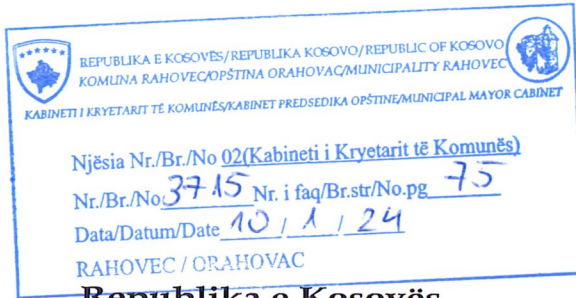 REPUBLIKA E KOSOVËS/REPUBLIKA KOSOVO/REPUBLIC OF KOSOVO
KOMUNA RAHOVEC/OPŠTINA ORAHOVAC/MUNICIPALITY RAHOVEC
KABINETI I KRYETARIT TË KOMUNËS/KABINET PREDSEDIKA OPŠTINE/MUNICIPAL MAYOR CABINET
Njësia Nr./Br./No 02(Kabineti i Kryetarit të Komunës)
Nr./Br./No 3715 Nr. i faq/Br.str/No.pg 75
Data/Datum/Date 10 / 1 / 24
RAHOVEC / ORAHOVAC
Republika e Kosovës